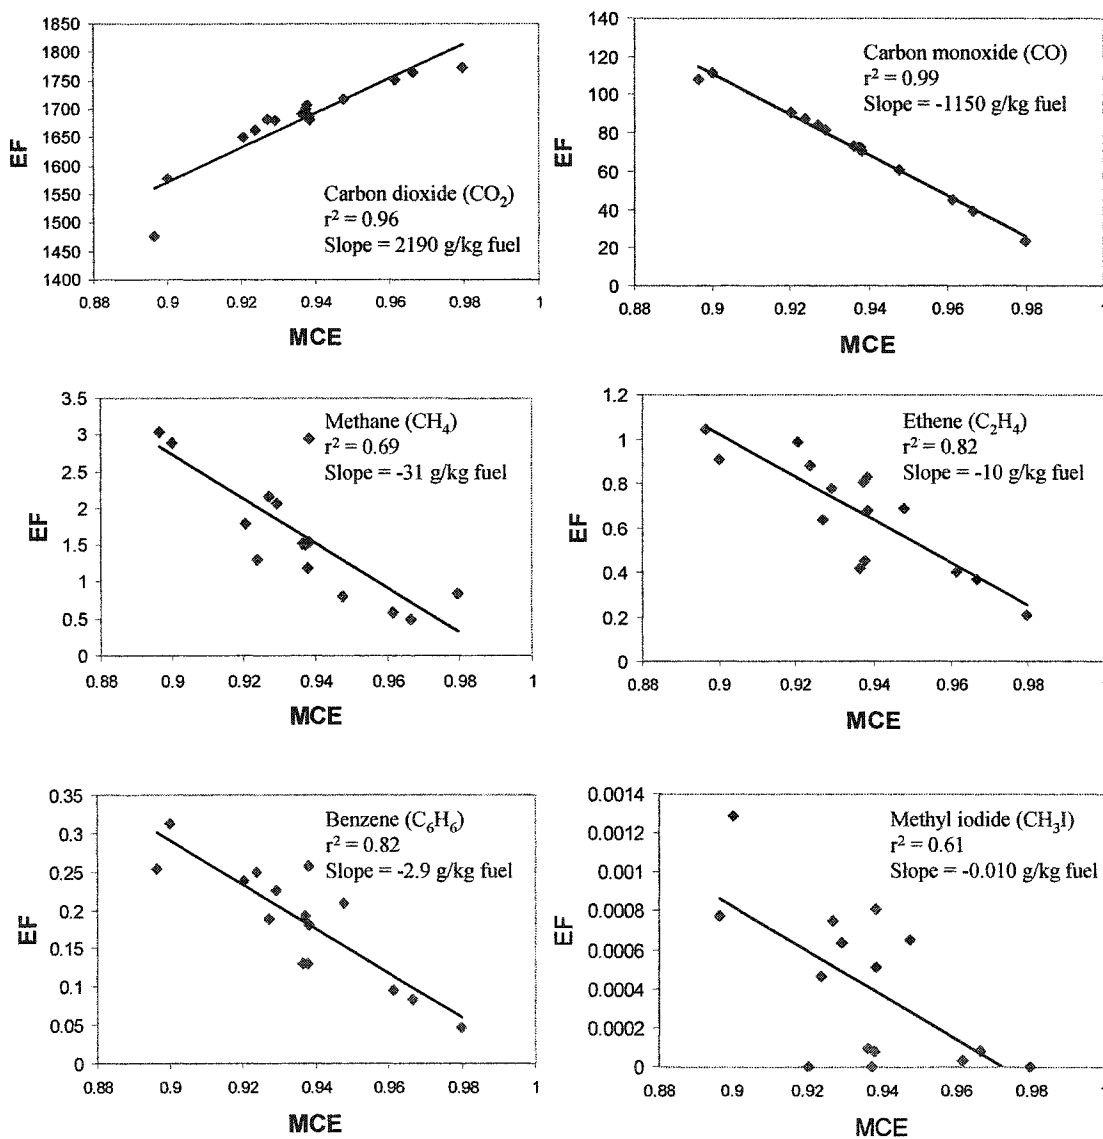 1850
1800
1750
1700
1650
1600
1550
1500
1450
1400
EF
Carbon dioxide (CO₂)
r² = 0.96
Slope = 2190 g/kg fuel
0.88 0.9 0.92 0.94 0.96 0.98 1
MCE
140
120
100
80
60
40
20
0
EF
Carbon monoxide (CO)
r² = 0.99
Slope = -1150 g/kg fuel
0.88 0.9 0.92 0.94 0.96 0.98 1
MCE
3.5
3
2.5
2
1.5
1
0.5
0
EF
Methane (CH₄)
r² = 0.69
Slope = -31 g/kg fuel
0.88 0.9 0.92 0.94 0.96 0.98 1
MCE
1.2
1
0.8
0.6
0.4
0.2
0
EF
Ethene (C₂H₄)
r² = 0.82
Slope = -10 g/kg fuel
0.88 0.9 0.92 0.94 0.96 0.98 1
MCE
0.35
0.3
0.25
0.2
0.15
0.1
0.05
0
EF
Benzene (C₆H₆)
r² = 0.82
Slope = -2.9 g/kg fuel
0.88 0.9 0.92 0.94 0.96 0.98 1
MCE
0.0014
0.0012
0.001
0.0008
0.0006
0.0004
0.0002
0
EF
Methyl iodide (CH₃I)
r² = 0.61
Slope = -0.010 g/kg fuel
0.88 0.9 0.92 0.94 0.96 0.98 1
MCE